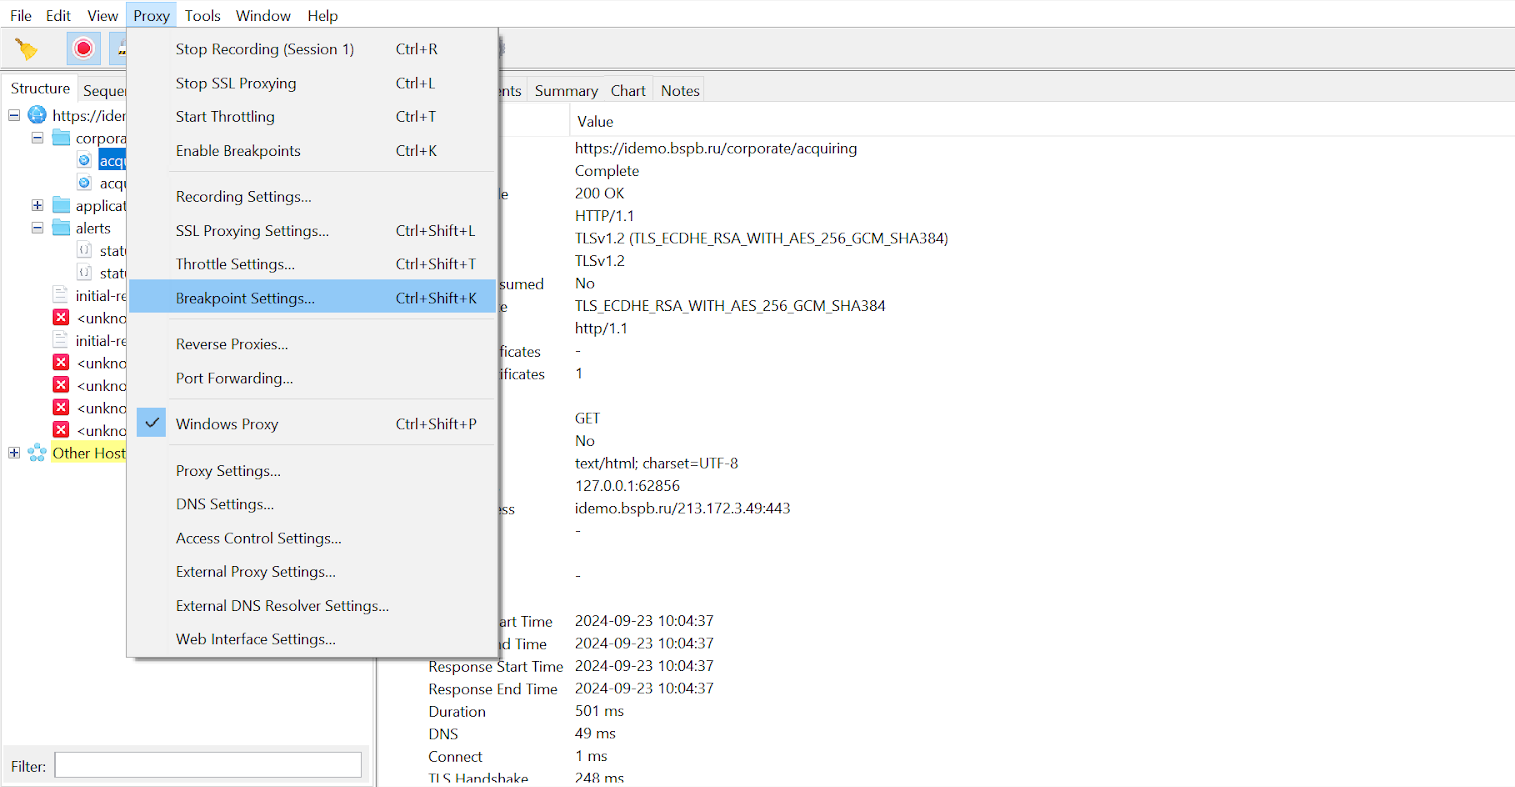 File Edit View Proxy Tools Window Help
Stop Recording (Session 1) Ctrl+R
Stop SSL Proxying Ctrl+L
Start Throttling Ctrl+T
Enable Breakpoints Ctrl+K
Recording Settings...
SSL Proxying Settings... Ctrl+Shift+L
Throttle Settings... Ctrl+Shift+T
Breakpoint Settings... Ctrl+Shift+K
Reverse Proxies...
Port Forwarding...
Windows Proxy Ctrl+Shift+P
Proxy Settings...
DNS Settings...
Access Control Settings...
External Proxy Settings...
External DNS Resolver Settings...
Web Interface Settings...
Structure Sequen
https://idem
corpora
acqu
acqu
applicat
alerts
statu
statu
initial-re
<unkno
initial-re
<unkno
<unkno
<unkno
<unkno
Other Host
Filter:
ents Summary Chart Notes
Value
https://idemo.bspb.ru/corporate/acquiring
Complete
le 200 OK
HTTP/1.1
TLSv1.2 (TLS_ECDHE_RSA_WITH_AES_256_GCM_SHA384)
TLSv1.2
sumed No
e TLS_ECDHE_RSA_WITH_AES_256_GCM_SHA384
http/1.1
ficates -
ificates 1
GET
No
text/html; charset=UTF-8
127.0.0.1:62856
ess idemo.bspb.ru/213.172.3.49:443
-
-
art Time 2024-09-23 10:04:37
nd Time 2024-09-23 10:04:37
Response Start Time 2024-09-23 10:04:37
Response End Time 2024-09-23 10:04:37
Duration 501 ms
DNS 49 ms
Connect 1 ms
TLS Handshake 248 ms